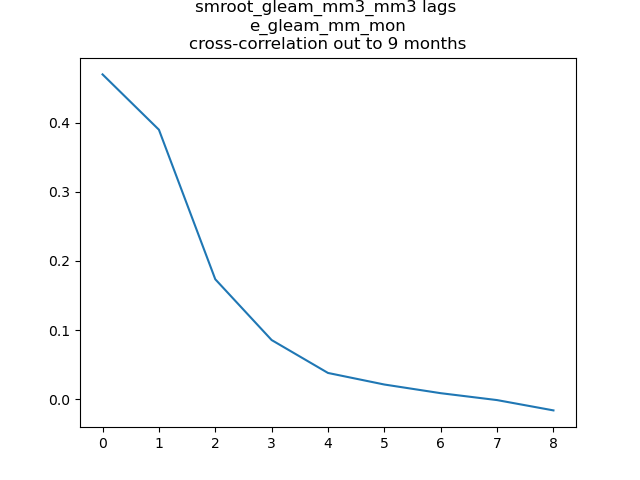 smroot_gleam_mm3_mm3 lags
e_gleam_mm_mon
cross-correlation out to 9 months
0.4
0.3
0.2
0.1
0.0
0 1 2 3 4 5 6 7 8